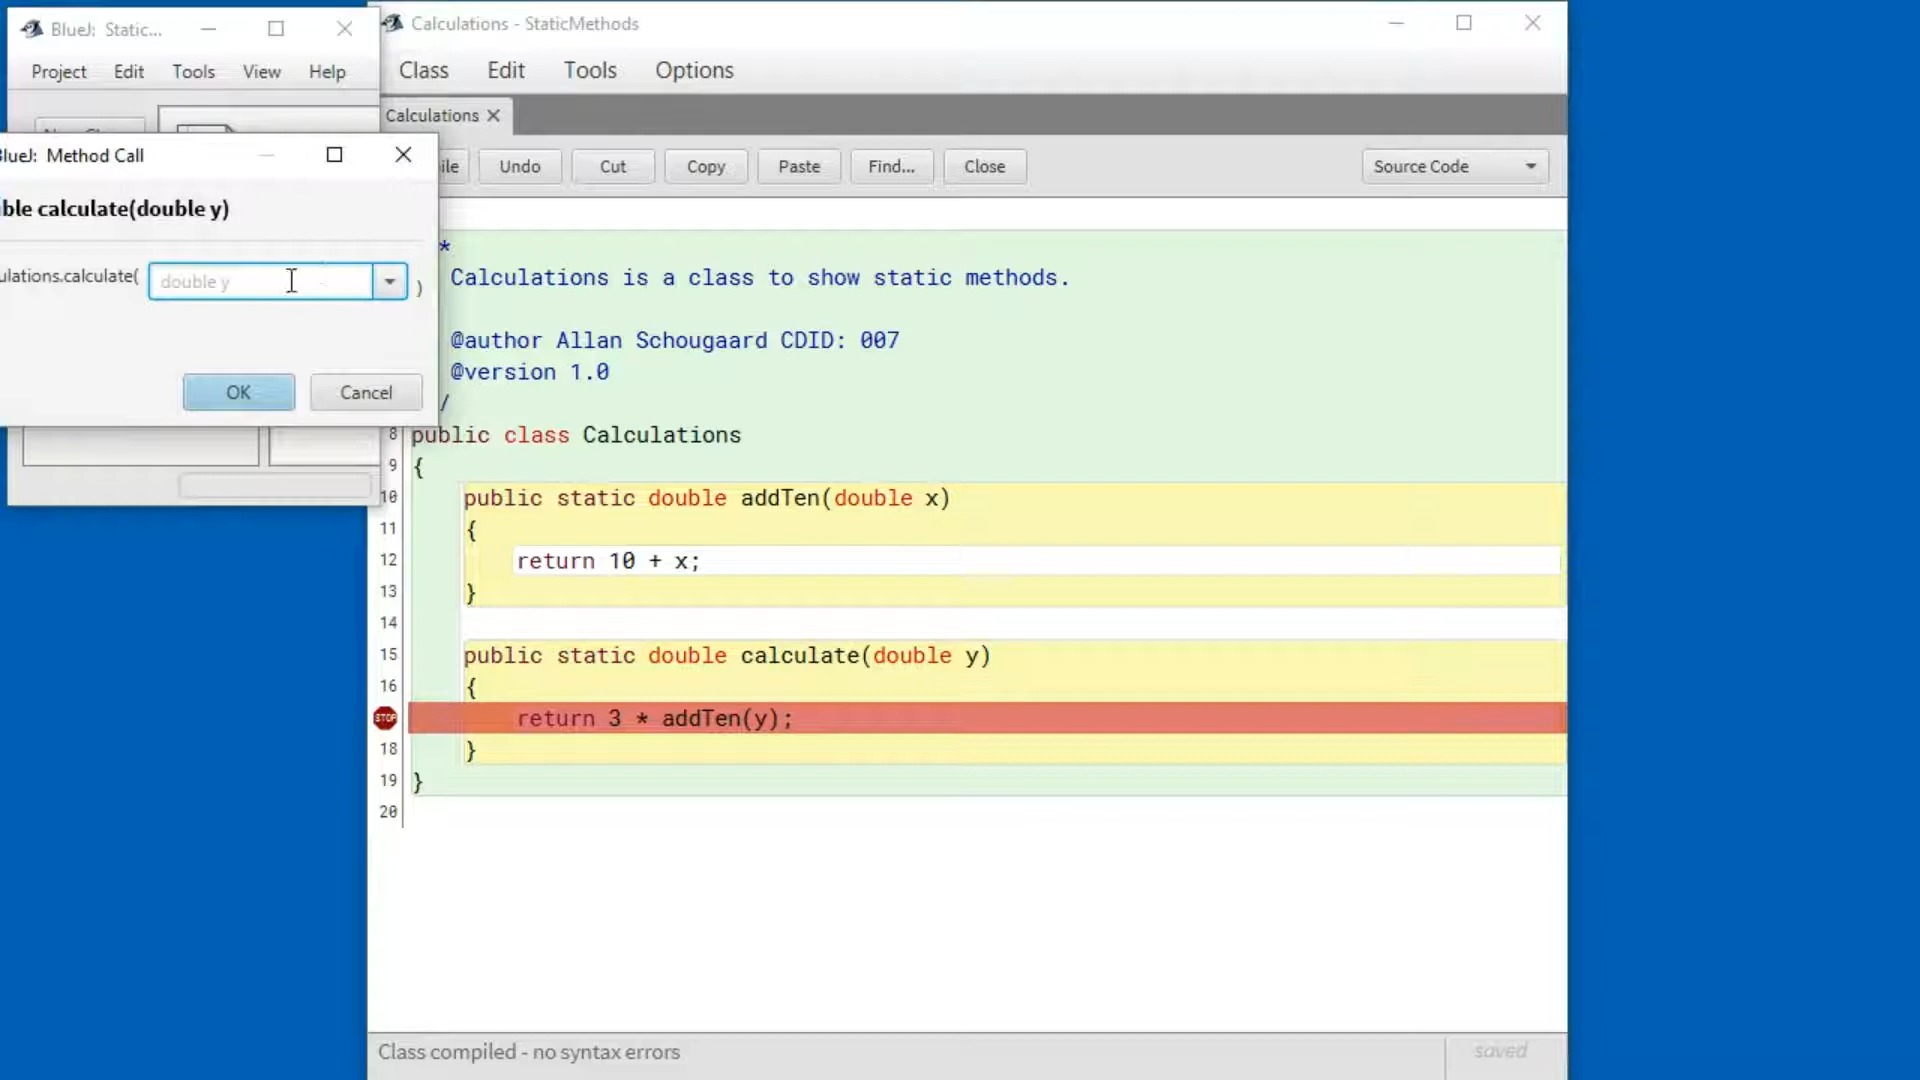 BlueJ: Static...
Project Edit Tools View Help
BlueJ: Method Call
ble calculate(double y)
ulations.calculate( double y )
OK Cancel
Calculations - StaticMethods
Class Edit Tools Options
Calculations
ile Undo Cut Copy Paste Find... Close Source Code
*
Calculations is a class to show static methods.
@author Allan Schougaard CDID: 007
@version 1.0
/
8 public class Calculations
9 {
10 public static double addTen(double x)
11 {
12 return 10 + x;
13 }
14
15 public static double calculate(double y)
16 {
STOP return 3 * addTen(y);
18 }
19 }
20
Class compiled - no syntax errors
saved